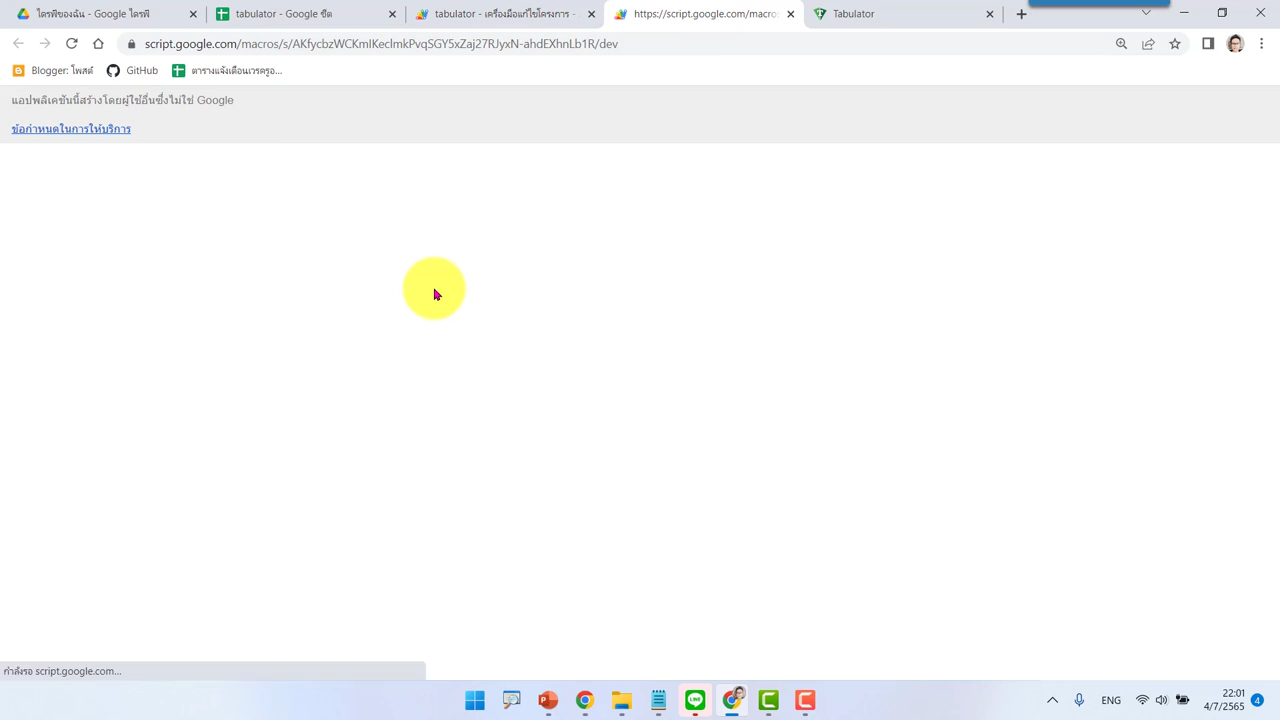 ไดรฟ์ของฉัน - Google ไดรฟ์
tabulator - Google ชีต
tabulator - เครื่องมือแก้ไขโครงการ -
https://script.google.com/macro
Tabulator
script.google.com/macros/s/AKfycbzWCKmIKeclmkPvqSGY5xZaj27RJyxN-ahdEXhnLb1R/dev
Blogger: โพสต์
GitHub
ตารางแจ้งเตือนเวรครูอ...
แอปพลิเคชันนี้สร้างโดยผู้ใช้อื่นซึ่งไม่ใช่ Google
ข้อกำหนดในการให้บริการ
กำลังรอ script.google.com...
LINE
ENG
22:01
4/7/2565
4